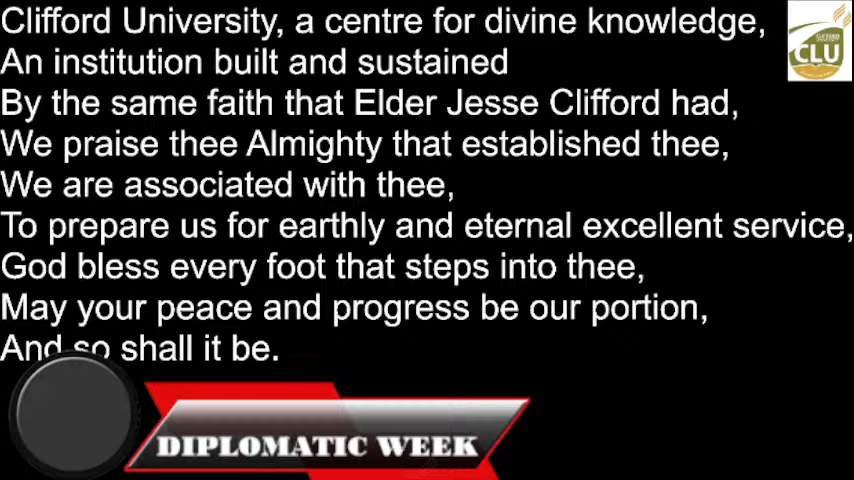 Clifford University, a centre for divine knowledge,
An institution built and sustained
By the same faith that Elder Jesse Clifford had,
We praise thee Almighty that established thee,
We are associated with thee,
To prepare us for earthly and eternal excellent service,
God bless every foot that steps into thee,
May your peace and progress be our portion,
And so shall it be.
CLIFFORD
UNIVERSITY
CLU
DIPLOMATIC WEEK